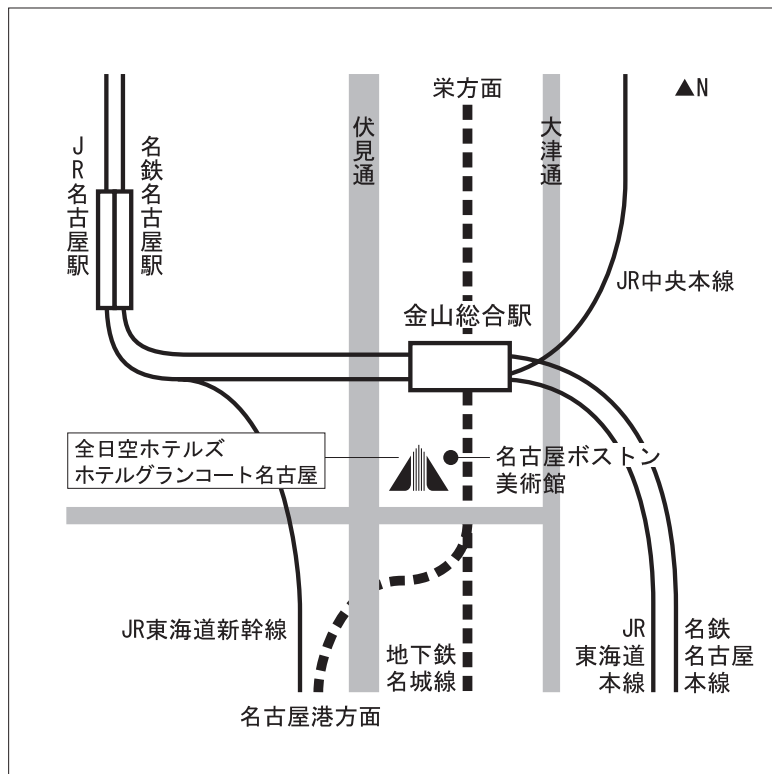 栄方面
▲N
伏見通
大津通
JR名古屋駅
名鉄名古屋駅
JR中央本線
金山総合駅
全日空ホテルズ
ホテルグランコート名古屋
名古屋ボストン
美術館
JR東海道新幹線
地下鉄
名城線
JR
東海道
本線
名鉄
名古屋
本線
名古屋港方面